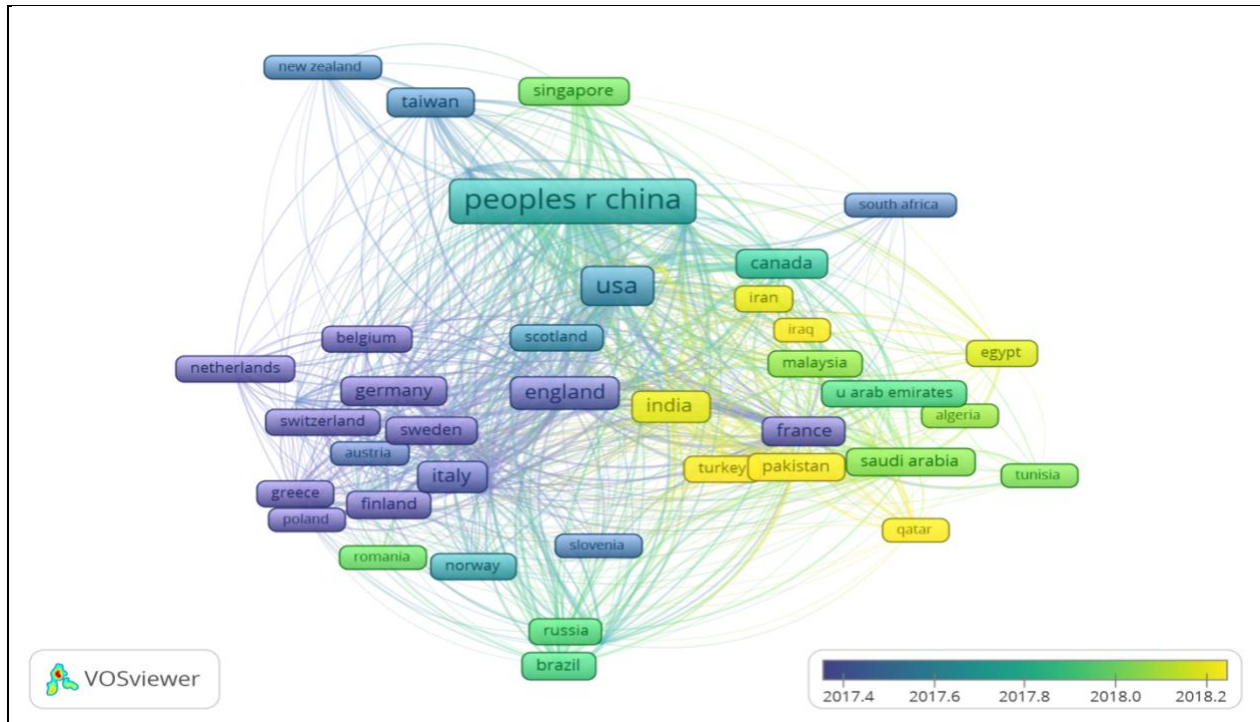 new zealand
taiwan
singapore
peoples r china
south africa
canada
usa
iran
iraq
scotland
belgium
malaysia
egypt
netherlands
germany
england
india
u arab emirates
algeria
switzerland
sweden
france
austria
italy
turkey
pakistan
saudi arabia
tunisia
greece
finland
poland
qatar
romania
norway
slovenia
russia
brazil
VOSviewer
2017.4 2017.6 2017.8 2018.0 2018.2